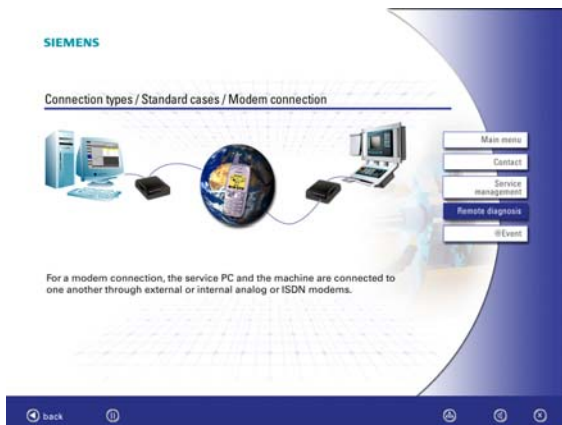 SIEMENS
Connection types / Standard cases / Modem connection
Main menu
Contact
Service
management
Remote diagnosis
@Event
For a modem connection, the service PC and the machine are connected to
one another through external or internal analog or ISDN modems.
back